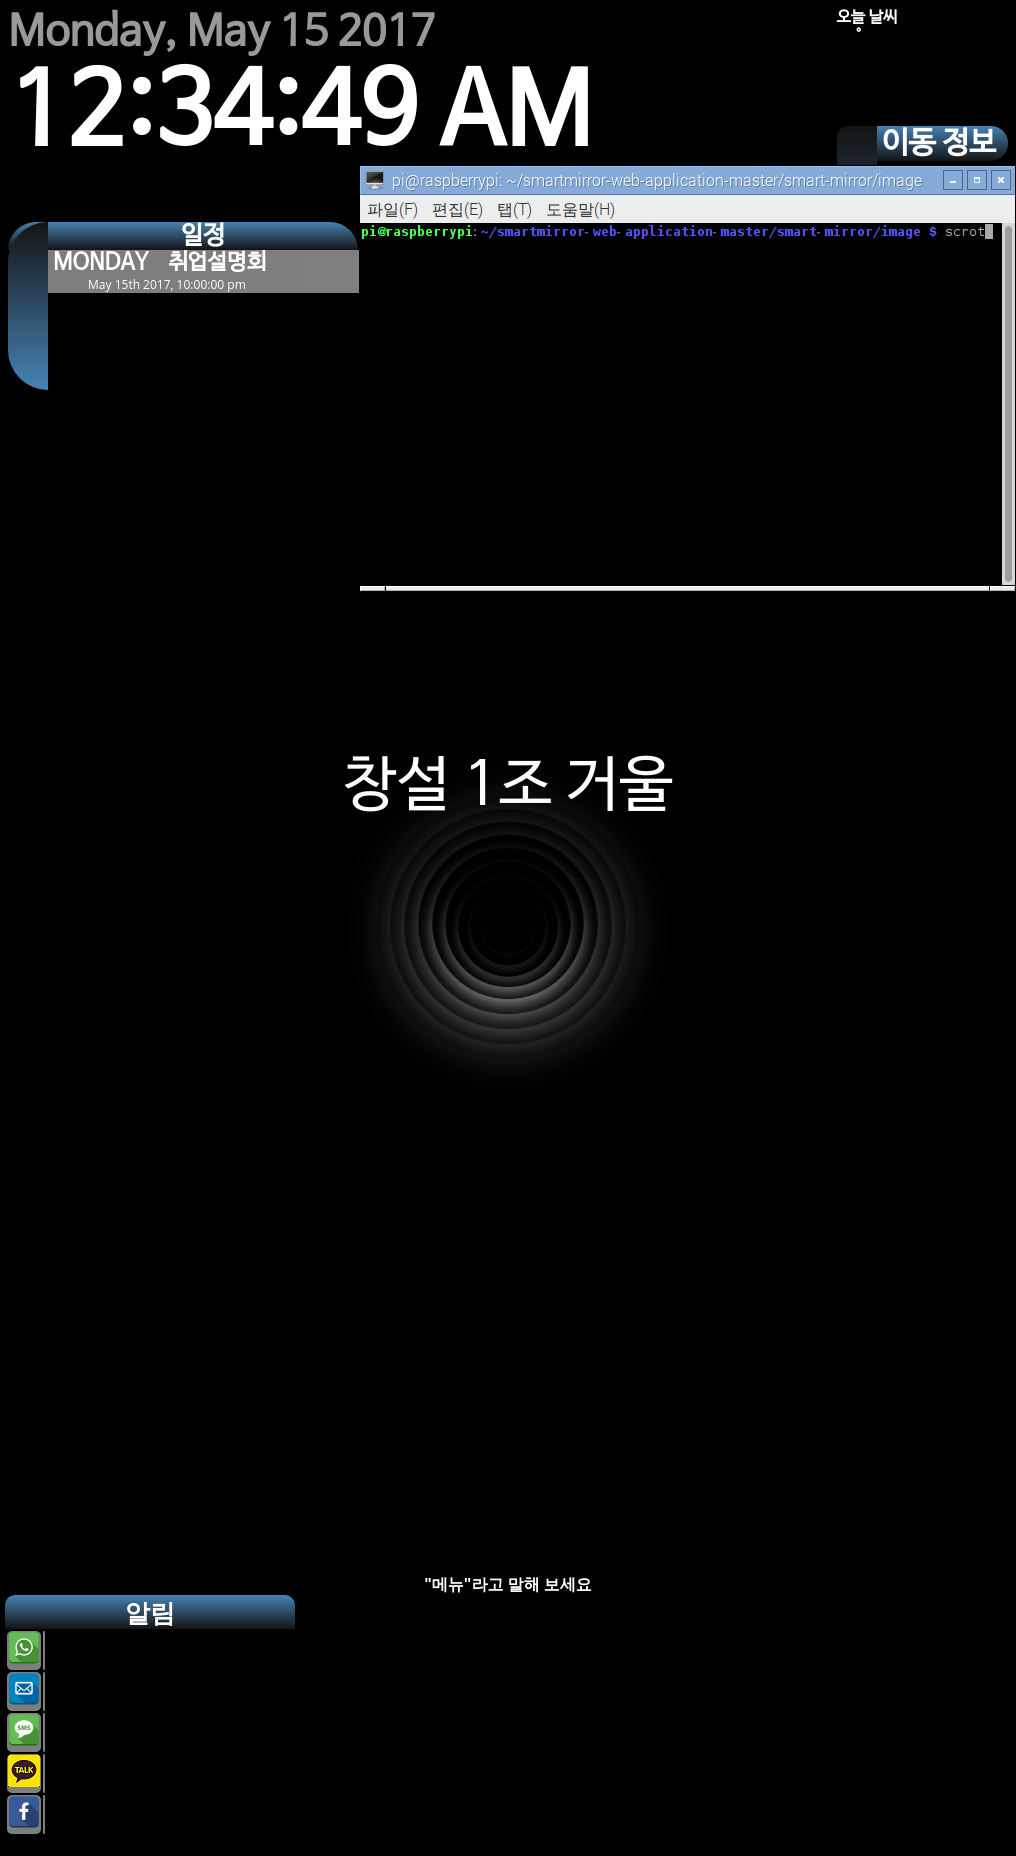 Monday, May 15 2017
오늘 날씨
°
12:34:49 AM
이동 정보
pi@raspberrypi: ~/smartmirror-web-application-master/smart-mirror/image
파일(F) 편집(E) 탭(T) 도움말(H)
pi@raspberrypi:~/smartmirror-web-application-master/smart-mirror/image $ scrot
일정
MONDAY 취업설명회
May 15th 2017, 10:00:00 pm
창설 1조 거울
"메뉴"라고 말해 보세요
알림
SMS
TALK